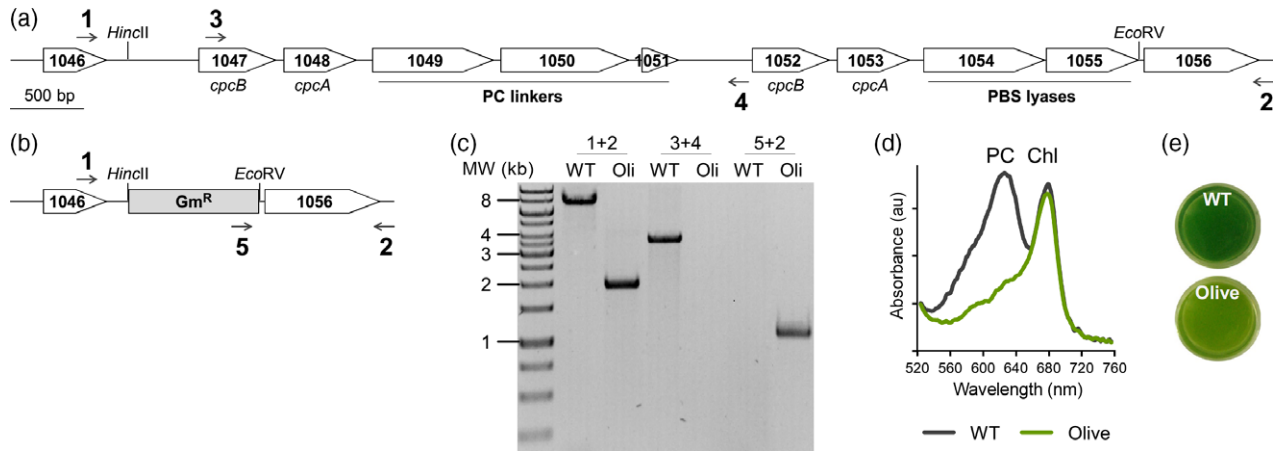 (a)
1
HincII
3
EcoRV
1046
1047
1048
1049
1050
1051
1052
1053
1054
1055
1056
cpcB
cpcA
PC linkers
4
cpcB
cpcA
PBS lyases
2
500 bp
(b)
1
HincII
EcoRV
1046
Gm^R
1056
5
2
(c)
1+2
3+4
5+2
MW (kb)
WT
Oli
WT
Oli
WT
Oli
8
4
3
2
1
(d)
PC
Chl
Absorbance (au)
520
560
600
640
680
720
760
Wavelength (nm)
WT
Olive
(e)
WT
Olive